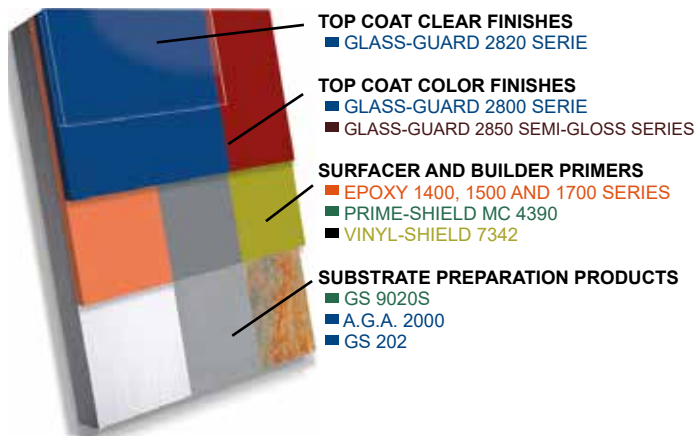 TOP COAT CLEAR FINISHES
GLASS-GUARD 2820 SERIE
TOP COAT COLOR FINISHES
GLASS-GUARD 2800 SERIE
GLASS-GUARD 2850 SEMI-GLOSS SERIES
SURFACER AND BUILDER PRIMERS
EPOXY 1400, 1500 AND 1700 SERIES
PRIME-SHIELD MC 4390
VINYL-SHIELD 7342
SUBSTRATE PREPARATION PRODUCTS
GS 9020S
A.G.A. 2000
GS 202